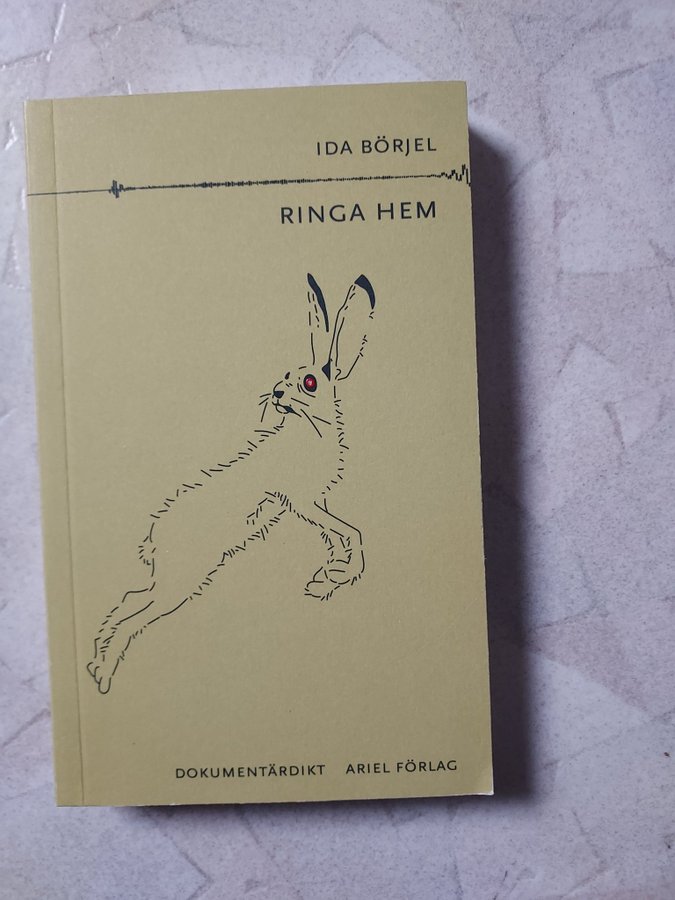 IDA BÖRJEL
RINGA HEM
DOKUMENTÄRDIKT ARIEL FÖRLAG